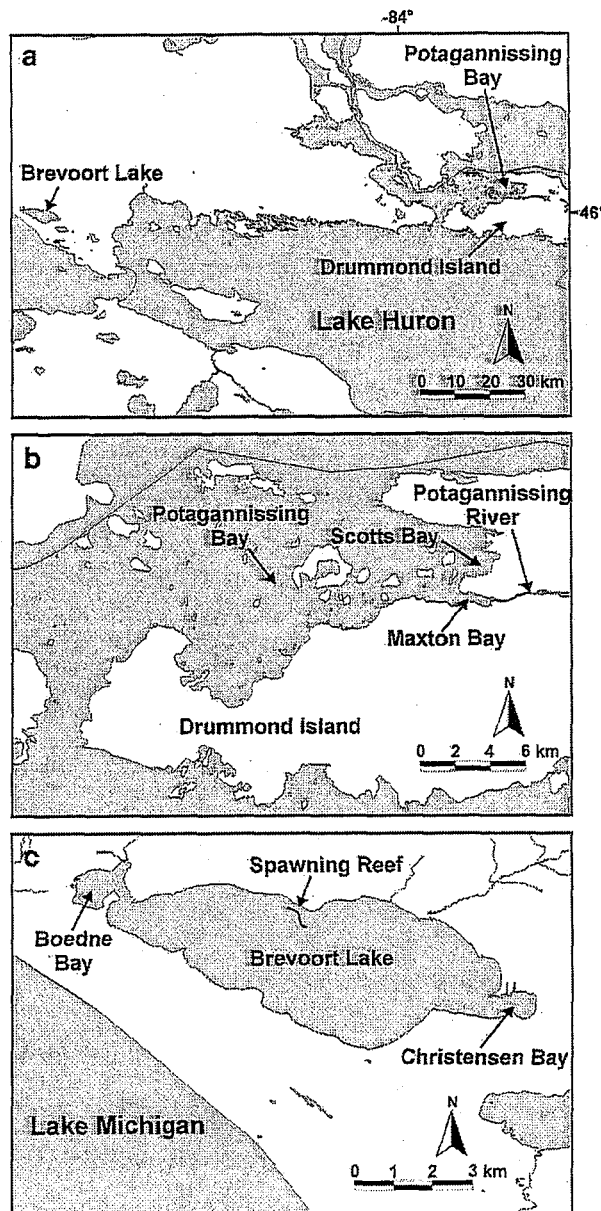 -84°
a
Potagannissing
Bay
Brevoort Lake
46°
Drummond Island
Lake Huron
N
0 10 20 30 km
b
Potagannissing
River
Potagannissing
Bay
Scotts Bay
Maxton Bay
N
Drummond Island
0 2 4 6 km
c
Spawning Reef
Boedne
Bay
Brevoort Lake
Christensen Bay
N
Lake Michigan
0 1 2 3 km